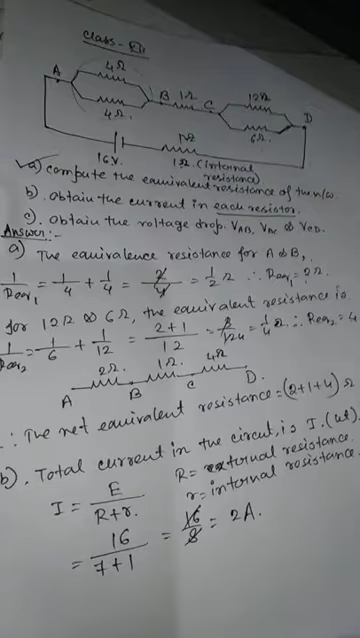 Class-XII
4Ω
A
B
1Ω
C
12Ω
D
4Ω
6Ω
16V.
1Ω (internal resistance)
a) compute the equivalent resistance of the n/w.
b). obtain the current in each resistor.
c). obtain the voltage drop. VAB, VBC & VCD.
Answer:-
a) The equivalence resistance for A & B,
1/Req1 = 1/4 + 1/4 = 2/4 = 1/2 Ω ∴ Req1 = 2Ω.
for 12Ω & 6Ω, the equivalent resistance is
1/Req2 = 1/6 + 1/12 = 2+1/12 = 3/12 4 = 1/4 Ω ∴ Req2 = 4
2Ω. 1Ω. 4Ω
A B C D.
∴ The net equivalent resistance = (2+1+4) Ω
b). Total current in the circut, is I. (let)
I = E/R+r. R = external resistance.
r = internal resistance.
= 16/7+1 = 16/8 = 2A.